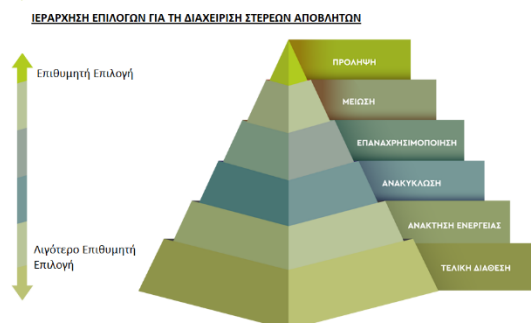 ΙΕΡΑΡΧΗΣΗ ΕΠΙΛΟΓΩΝ ΓΙΑ ΤΗ ΔΙΑΧΕΙΡΙΣΗ ΣΤΕΡΕΩΝ ΑΠΟΒΛΗΤΩΝ
Επιθυμητή Επιλογή
ΠΡΟΛΗΨΗ
ΜΕΙΩΣΗ
ΕΠΑΝΑΧΡΗΣΙΜΟΠΟΙΗΣΗ
ΑΝΑΚΥΚΛΩΣΗ
ΑΝΑΚΤΗΣΗ ΕΝΕΡΓΕΙΑΣ
Λιγότερο Επιθυμητή
Επιλογή
ΤΕΛΙΚΗ ΔΙΑΘΕΣΗ